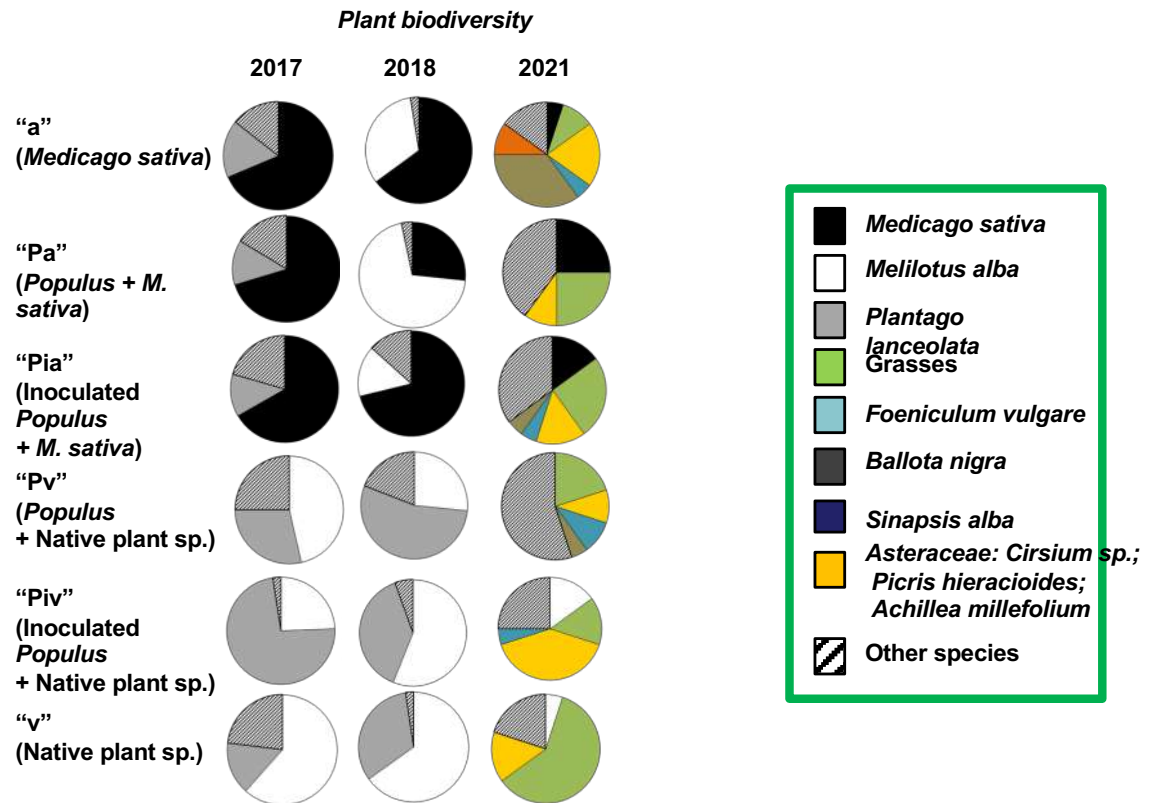 Plant biodiversity
2017 2018 2021
“a”
(Medicago sativa)
“Pa”
(Populus + M.
sativa)
“Pia”
(Inoculated
Populus
+ M. sativa)
“Pv”
(Populus
+ Native plant sp.)
“Piv”
(Inoculated
Populus
+ Native plant sp.)
“v”
(Native plant sp.)
Medicago sativa
Melilotus alba
Plantago
lanceolata
Grasses
Foeniculum vulgare
Ballota nigra
Sinapsis alba
Asteraceae: Cirsium sp.;
Picris hieracioides;
Achillea millefolium
Other species